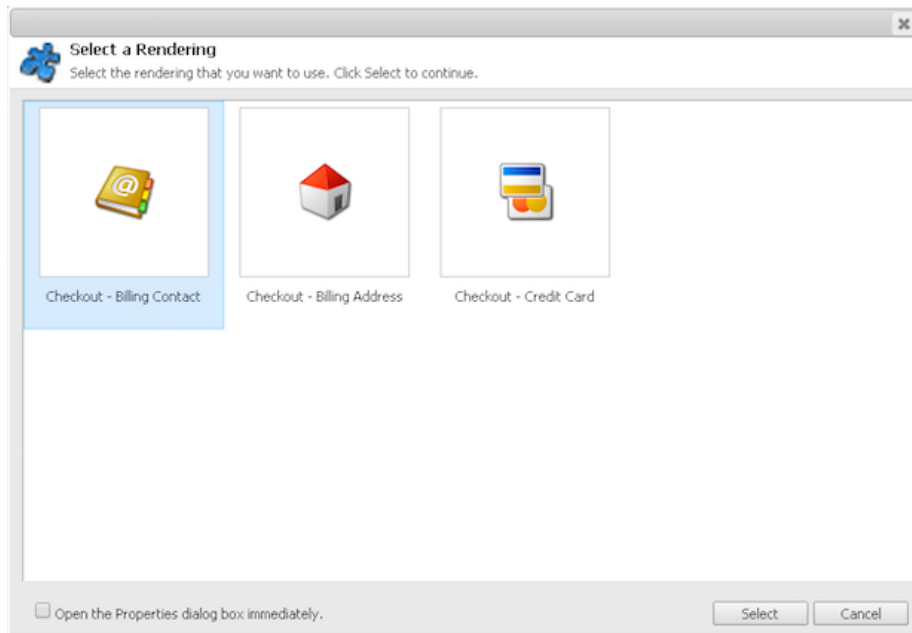 Select a Rendering
Select the rendering that you want to use. Click Select to continue.
Checkout - Billing Contact
Checkout - Billing Address
Checkout - Credit Card
Open the Properties dialog box immediately.
Select
Cancel